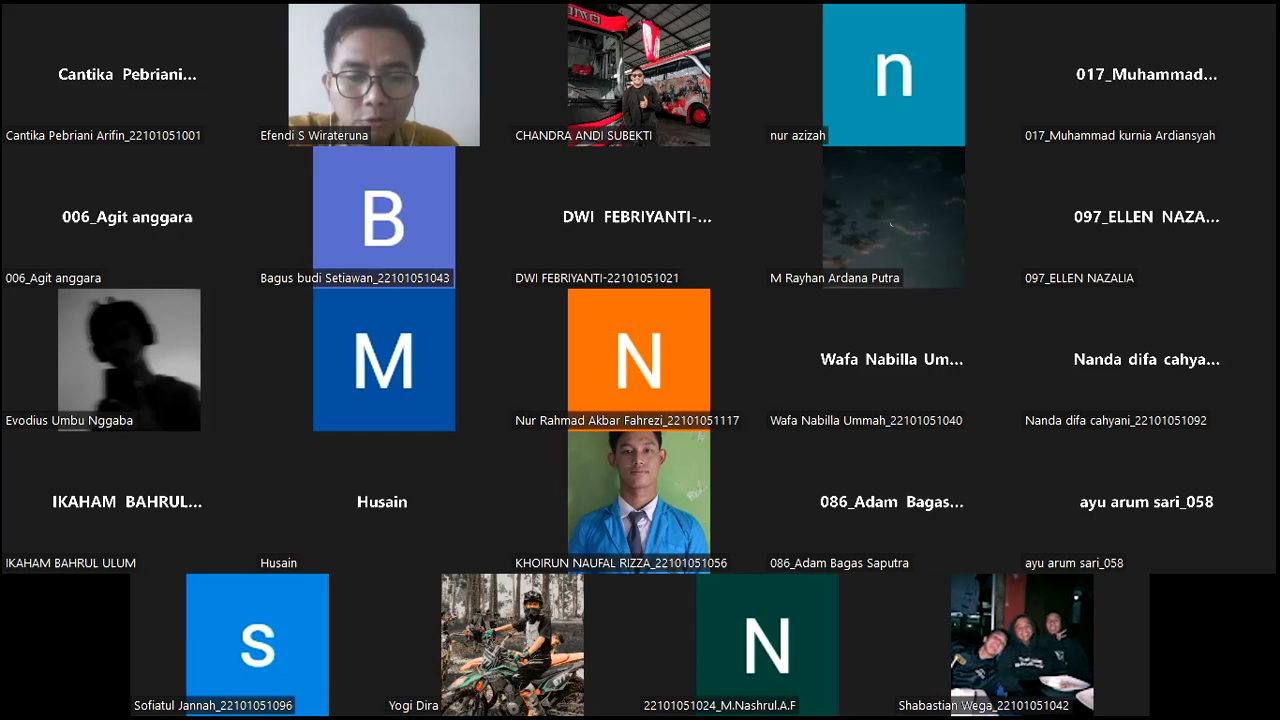 Cantika Pebriani...
n
017_Muhammad...
Cantika Pebriani Arifin_22101051001
Efendi S Wirateruna
CHANDRA ANDI SUBEKTI
nur azizah
017_Muhammad kurnia Ardiansyah
006_Agit anggara
B
DWI FEBRIYANTI-...
097_ELLEN NAZA...
006_Agit anggara
Bagus budi Setiawan_22101051043
DWI FEBRIYANTI-22101051021
M Rayhan Ardana Putra
097_ELLEN NAZALIA
M
N
Wafa Nabilla Um...
Nanda difa cahya...
Evodius Umbu Nggaba
Nur Rahmad Akbar Fahrezi_22101051117
Wafa Nabilla Ummah_22101051040
Nanda difa cahyani_22101051092
IKAHAM BAHRUL...
Husain
086_Adam Bagas...
ayu arum sari_058
IKAHAM BAHRUL ULUM
Husain
KHOIRUN NAUFAL RIZZA_22101051056
086_Adam Bagas Saputra
ayu arum sari_058
S
N
Sofiatul Jannah_22101051096
Yogi Dira
22101051024_M.Nashrul.A.F
Shabastian Wega_22101051042